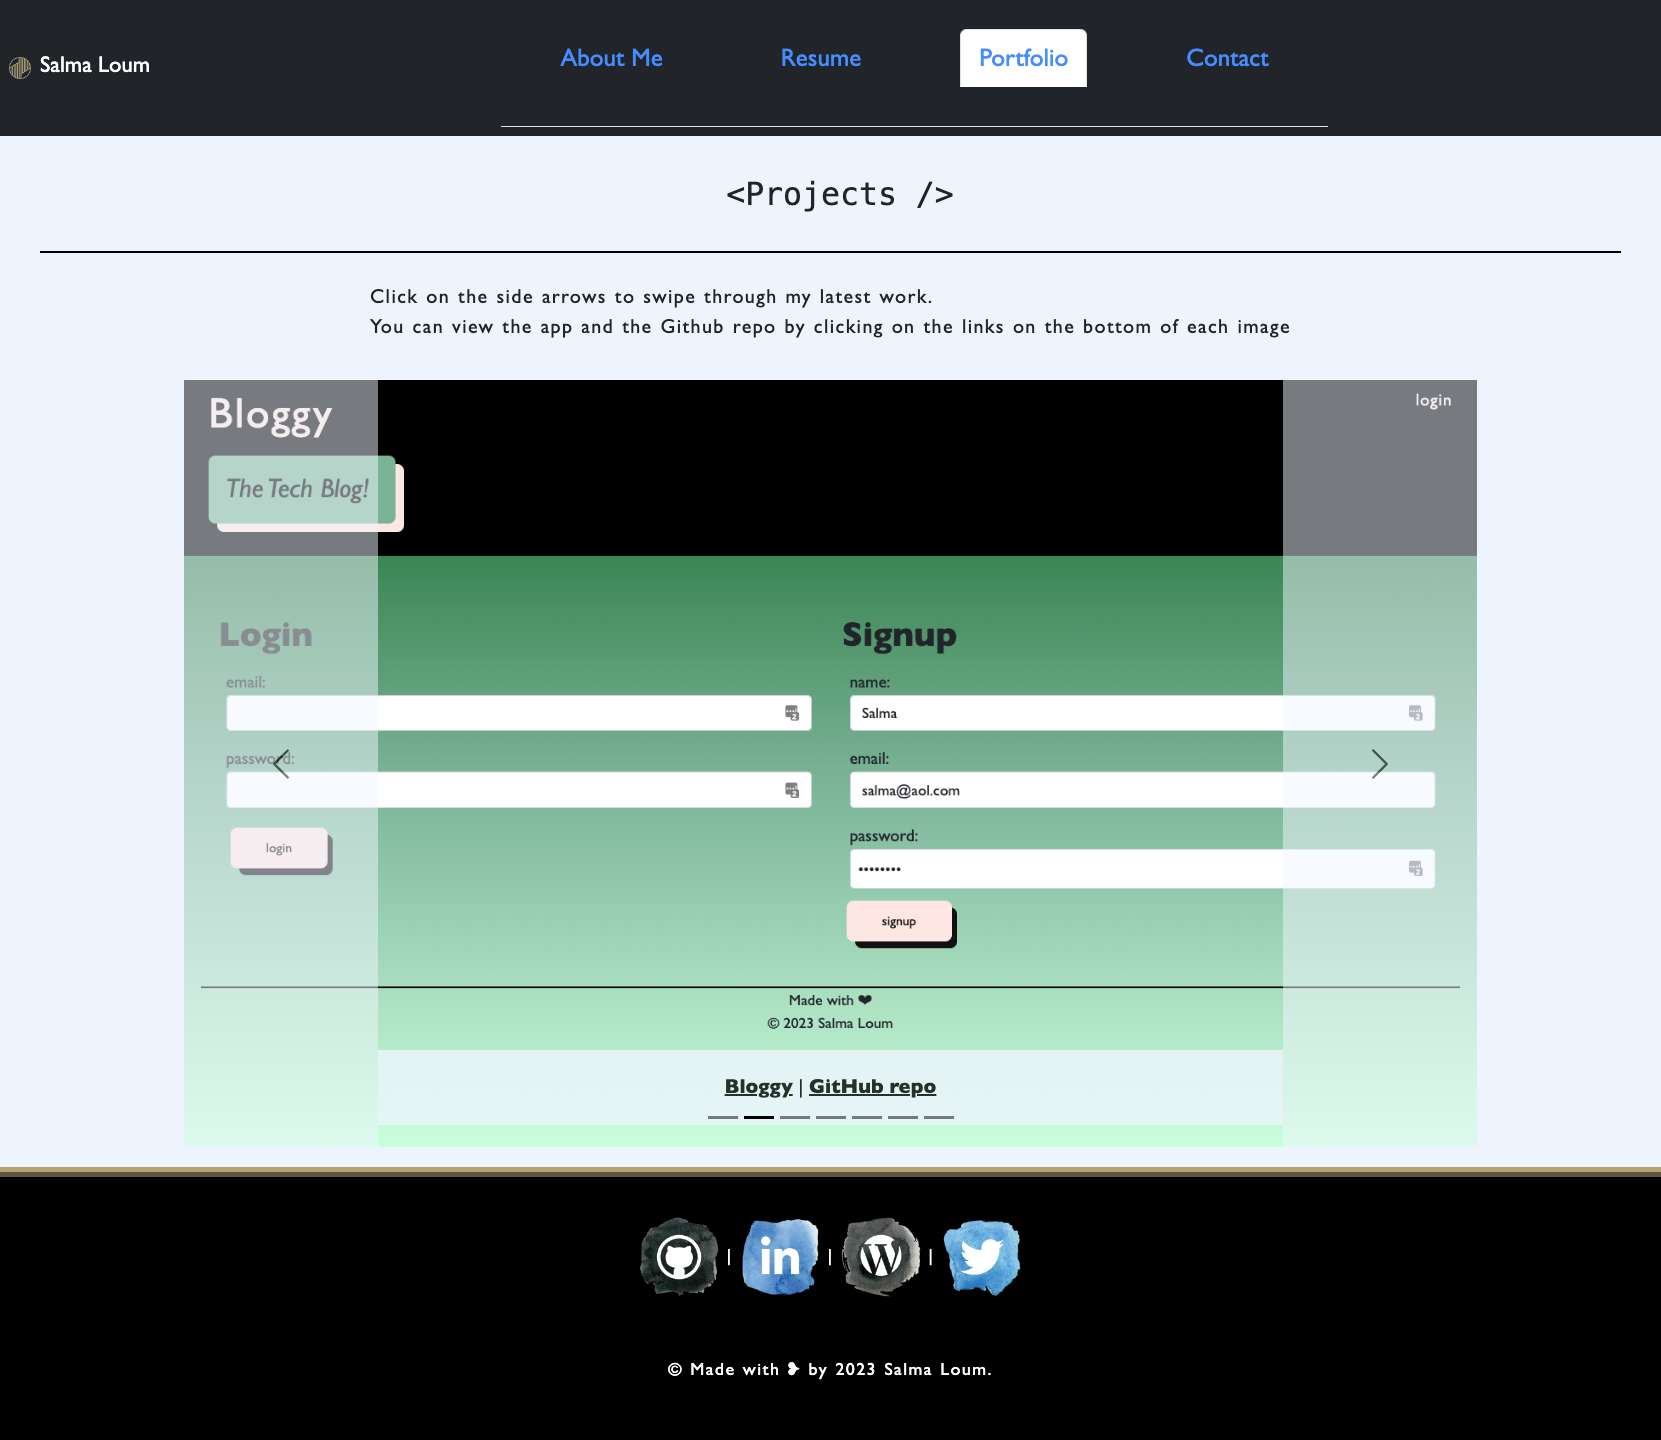 Salma Loum
About Me
Resume
Portfolio
Contact
<Projects />
Click on the side arrows to swipe through my latest work.
You can view the app and the Github repo by clicking on the links on the bottom of each image
Bloggy
login
The Tech Blog!
Login
email:
password:
login
Signup
name:
Salma
email:
salma@aol.com
password:
••••••••
signup
Made with ❤
© 2023 Salma Loum
Bloggy | GitHub repo
in
© Made with ❥ by 2023 Salma Loum.